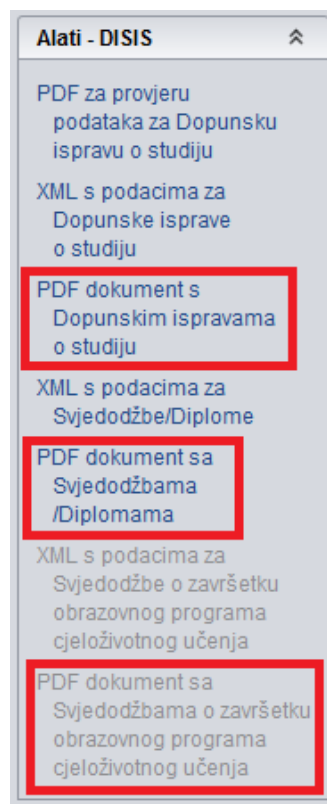 Alati - DISIS
PDF za provjeru
podataka za Dopunsku
ispravu o studiju
XML s podacima za
Dopunske isprave
o studiju
PDF dokument s
Dopunskim ispravama
o studiju
XML s podacima za
Svjedodžbe/Diplome
PDF dokument sa
Svjedodžbama
/Diplomama
XML s podacima za
Svjedodžbe o završetku
obrazovnog programa
cjeloživotnog učenja
PDF dokument sa
Svjedodžbama o završetku
obrazovnog programa
cjeloživotnog učenja